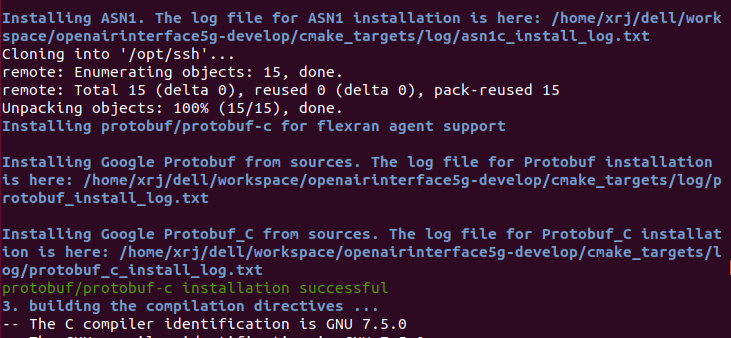 Installing ASN1. The log file for ASN1 installation is here: /home/xrj/dell/work
space/openairinterface5g-develop/cmake_targets/log/asn1c_install_log.txt
Cloning into '/opt/ssh'...
remote: Enumerating objects: 15, done.
remote: Total 15 (delta 0), reused 0 (delta 0), pack-reused 15
Unpacking objects: 100% (15/15), done.
Installing protobuf/protobuf-c for flexran agent support
Installing Google Protobuf from sources. The log file for Protobuf installation
is here: /home/xrj/dell/workspace/openairinterface5g-develop/cmake_targets/log/p
rotobuf_install_log.txt
Installing Google Protobuf_C from sources. The log file for Protobuf_C installat
ion is here: /home/xrj/dell/workspace/openairinterface5g-develop/cmake_targets/l
og/protobuf_c_install_log.txt
protobuf/protobuf-c installation successful
3. building the compilation directives ...
-- The C compiler identification is GNU 7.5.0